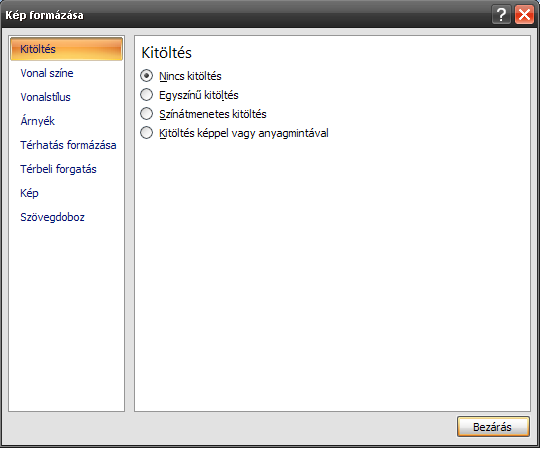 Kép formázása
?
Kitöltés
Vonal színe
Vonalstílus
Árnyék
Térhatás formázása
Térbeli forgatás
Kép
Szövegdoboz
Kitöltés
Nincs kitöltés
Egyszínű kitöltés
Színátmenetes kitöltés
Kitöltés képpel vagy anyagmintával
Bezárás